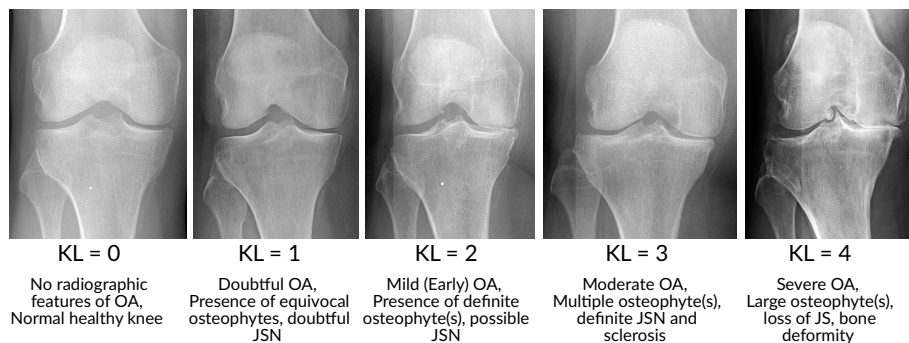 KL = 0
No radiographic
features of OA,
Normal healthy knee
KL = 1
Doubtful OA,
Presence of equivocal
osteophytes, doubtful
JSN
KL = 2
Mild (Early) OA,
Presence of definite
osteophyte(s), possible
JSN
KL = 3
Moderate OA,
Multiple osteophyte(s),
definite JSN and
sclerosis
KL = 4
Severe OA,
Large osteophyte(s),
loss of JS, bone
deformity